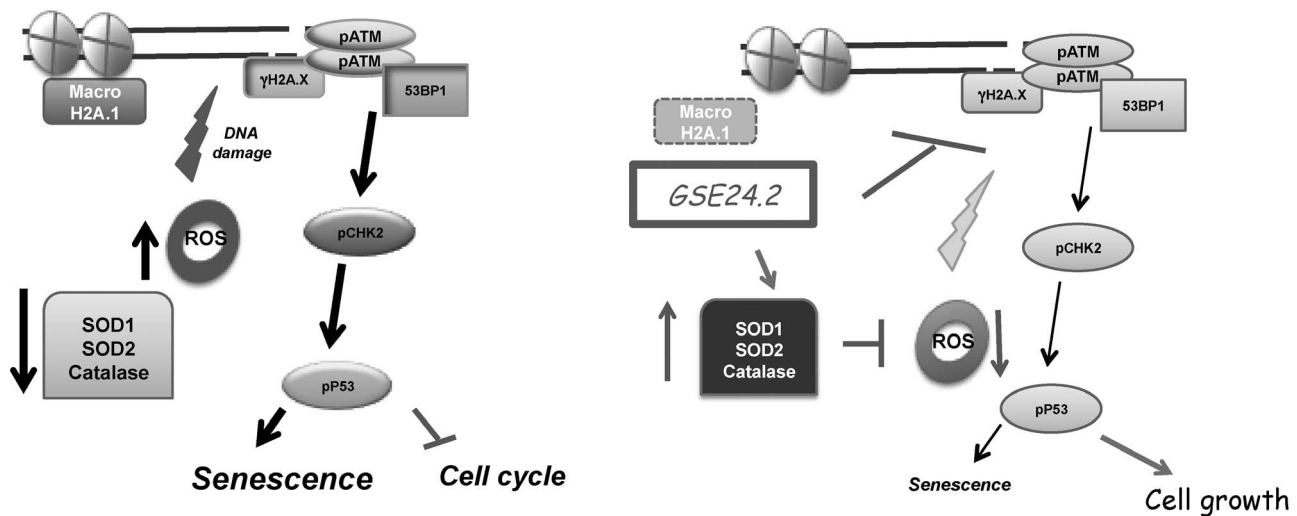 pATM
pATM
γH2A.X
53BP1
Macro
H2A.1
DNA
damage
ROS
pCHK2
SOD1
SOD2
Catalase
pP53
Senescence
Cell cycle
pATM
pATM
γH2A.X
53BP1
Macro
H2A.1
GSE24.2
pCHK2
SOD1
SOD2
Catalase
ROS
pP53
Senescence
Cell growth